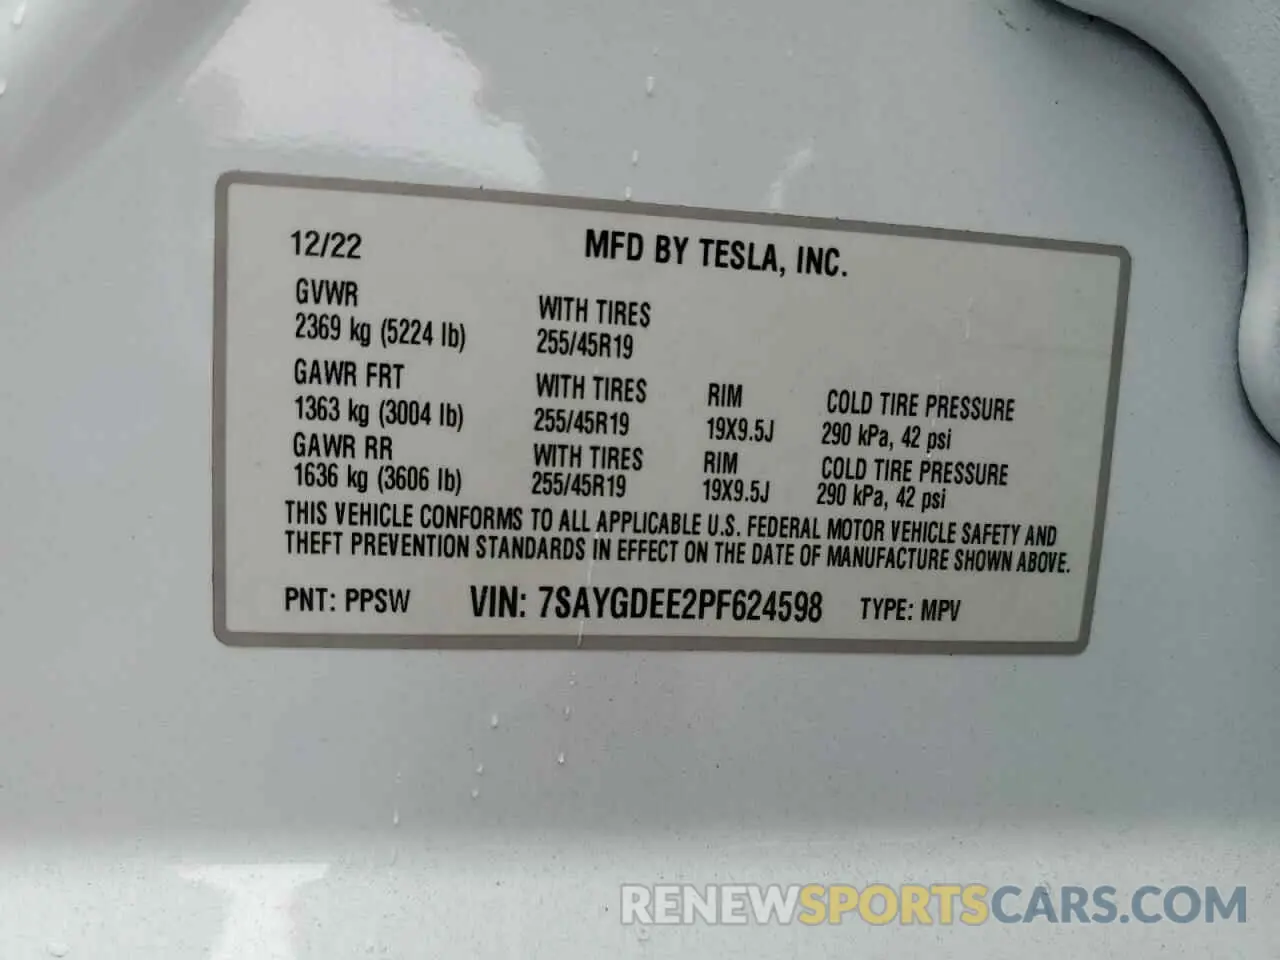 12/22 MFD BY TESLA, INC.
GVWR WITH TIRES
2369 kg (5224 lb) 255/45R19
GAWR FRT WITH TIRES RIM COLD TIRE PRESSURE
1363 kg (3004 lb) 255/45R19 19X9.5J 290 kPa, 42 psi
GAWR RR WITH TIRES RIM COLD TIRE PRESSURE
1636 kg (3606 lb) 255/45R19 19X9.5J 290 kPa, 42 psi
THIS VEHICLE CONFORMS TO ALL APPLICABLE U.S. FEDERAL MOTOR VEHICLE SAFETY AND
THEFT PREVENTION STANDARDS IN EFFECT ON THE DATE OF MANUFACTURE SHOWN ABOVE.
PNT: PPSW VIN: 7SAYGDEE2PF624598 TYPE: MPV
RENEWSPORTSCARS.COM